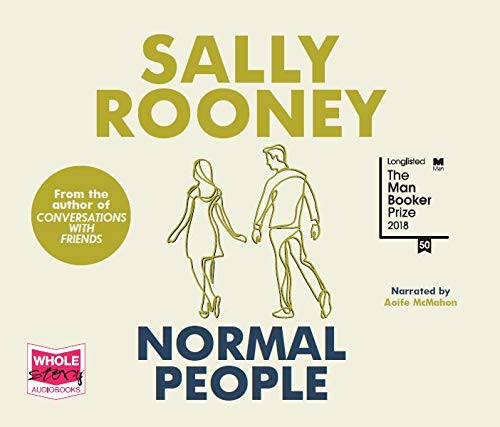 SALLY
ROONEY
From the
author of
CONVERSATIONS
WITH
FRIENDS
Longlisted
M
Man
The
Man
Booker
Prize
2018
50
Narrated by
Aoife McMahon
NORMAL
PEOPLE
WHOLE
story
AUDIOBOOKS